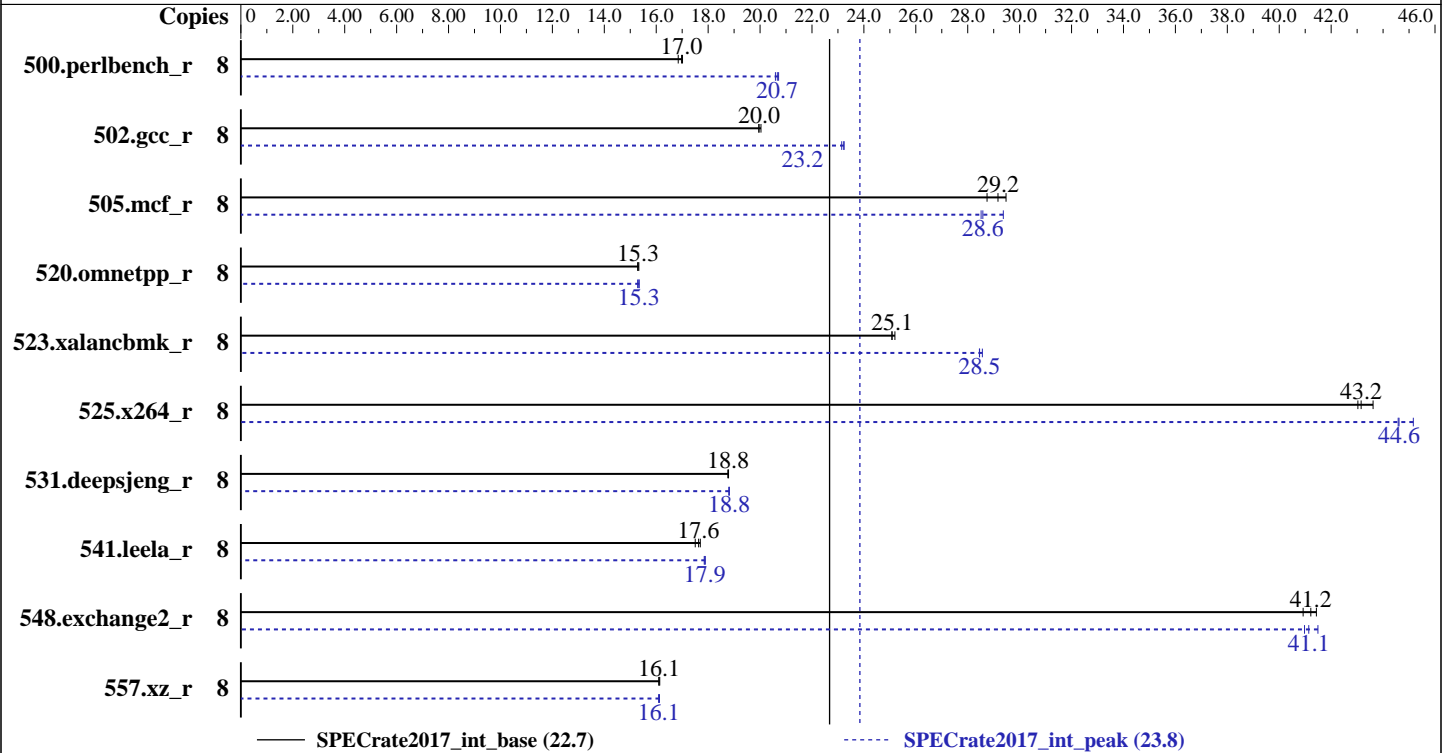 Copies 0 2.00 4.00 6.00 8.00 10.0 12.0 14.0 16.0 18.0 20.0 22.0 24.0 26.0 28.0 30.0 32.0 34.0 36.0 38.0 40.0 42.0 46.0
17.0
500.perlbench_r 8
20.7
20.0
502.gcc_r 8
23.2
29.2
505.mcf_r 8
28.6
15.3
520.omnetpp_r 8
15.3
25.1
523.xalancbmk_r 8
28.5
43.2
525.x264_r 8
44.6
18.8
531.deepsjeng_r 8
18.8
17.6
541.leela_r 8
17.9
41.2
548.exchange2_r 8
41.1
16.1
557.xz_r 8
16.1
SPECrate2017_int_base (22.7) SPECrate2017_int_peak (23.8)